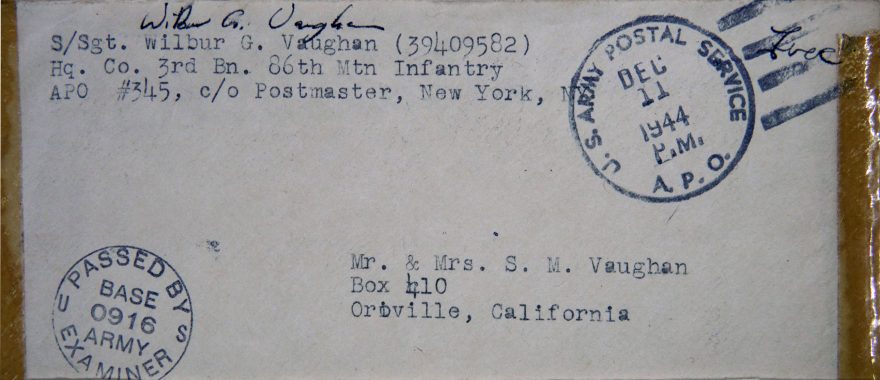 Wilbur G. Vaughan
S/Sgt. Wilbur G. Vaughan (39409582)
Hq. Co. 3rd Bn. 86th Mtn Infantry
APO #345, c/o Postmaster, New York, NY
U.S. ARMY POSTAL SERVICE
DEC
11
1944
P.M.
A.P.O.
Free
Mr. & Mrs. S. M. Vaughan
Box 410
Oroville, California
PASSED BY
BASE
0916
ARMY
EXAMINER
U S